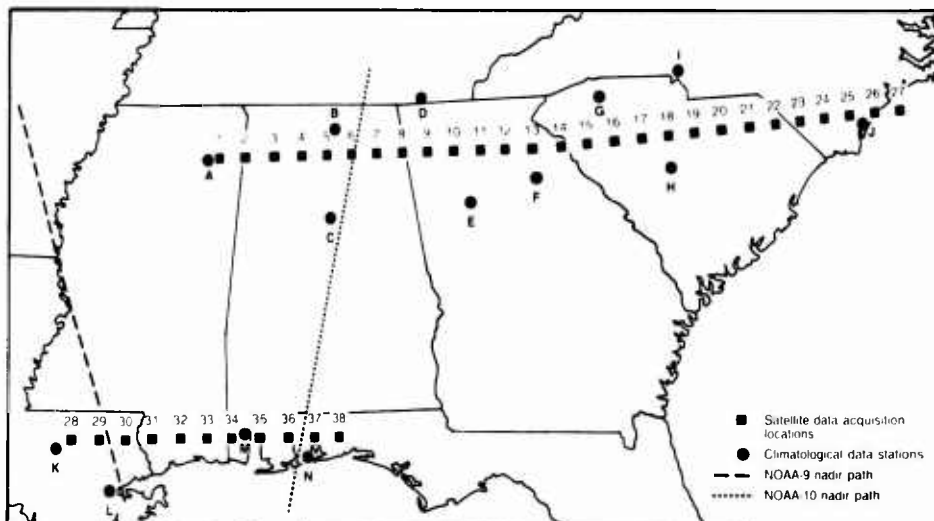 I
B
D
G
1 2 3 4 5 6 7 8 9 10 11 12 13 14 15 16 17 18 19 20 21 22 23 24 25 26 27
A
J
F
H
E
C
28 29 30 31 32 33 34 35 36 37 38
K
M
N
L
Satellite data acquisition
locations
Climatological data stations
NOAA-9 nadir path
NOAA-10 nadir path